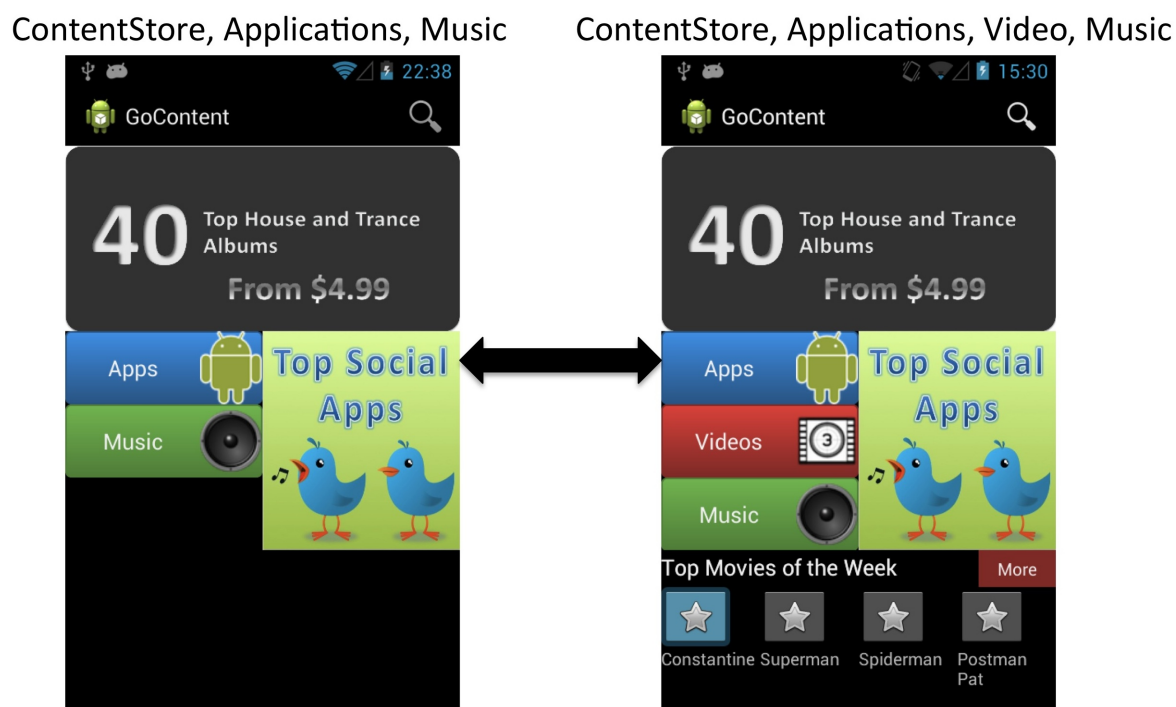 ContentStore, Applications, Music
22:38
GoContent
40
Top House and Trance
Albums
From $4.99
Apps
Music
Top Social
Apps
ContentStore, Applications, Video, Music
15:30
GoContent
40
Top House and Trance
Albums
From $4.99
Apps
Videos
3
Music
Top Social
Apps
Top Movies of the Week
More
Constantine
Superman
Spiderman
Postman
Pat